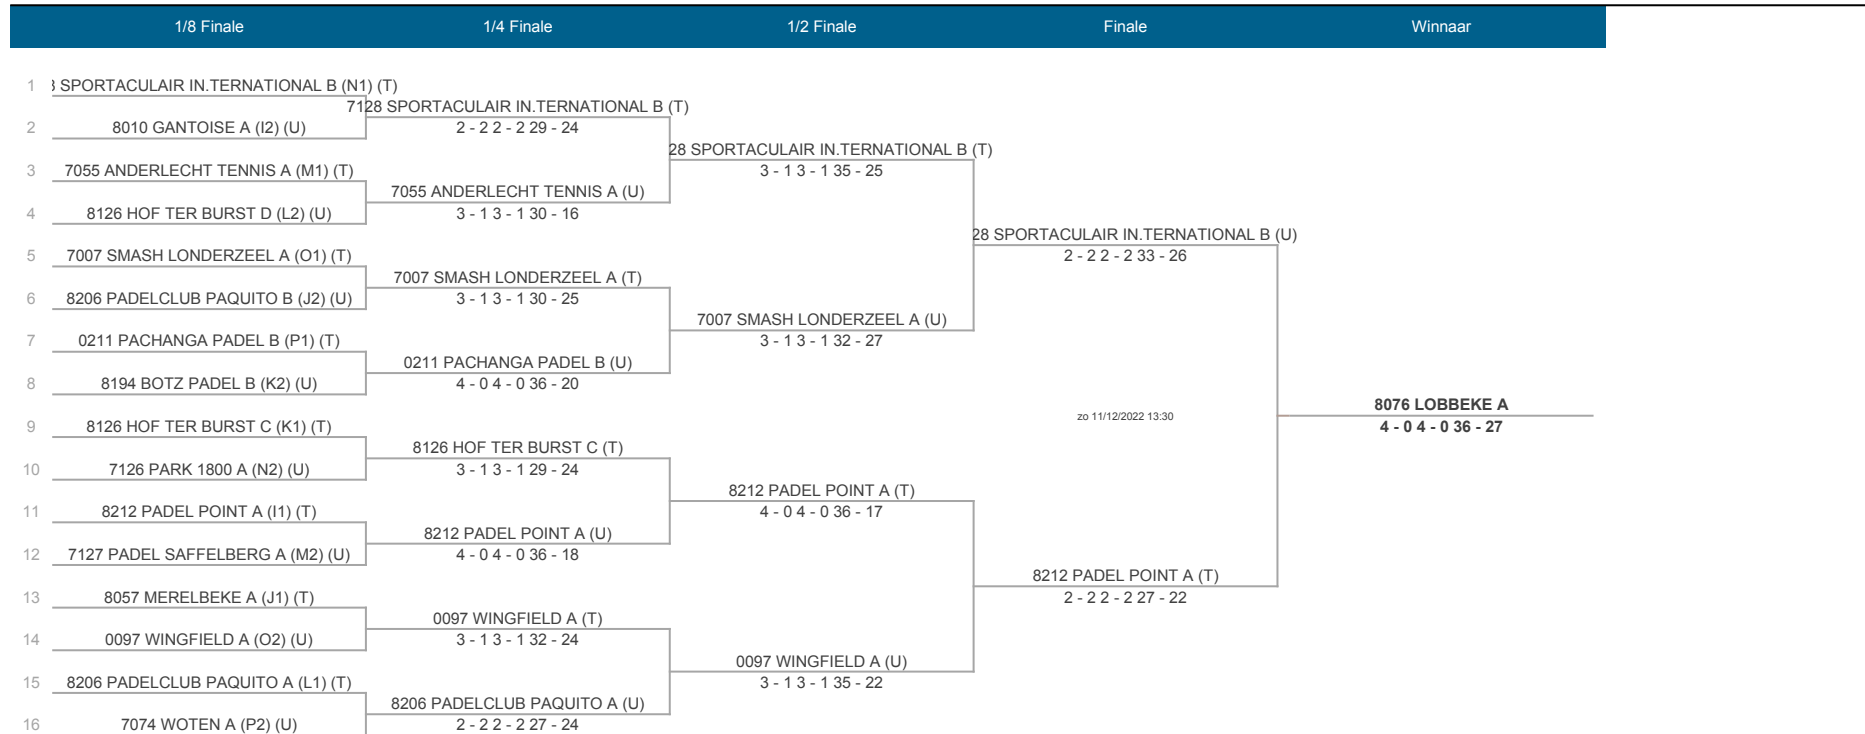 1/8 Finale 1/4 Finale 1/2 Finale Finale Winnaar
1 SPORTACULAIR IN.TERNATIONAL B (N1) (T)
7128 SPORTACULAIR IN.TERNATIONAL B (T)
2 8010 GANTOISE A (I2) (U) 2 - 2 2 - 2 29 - 24
28 SPORTACULAIR IN.TERNATIONAL B (T)
3 7055 ANDERLECHT TENNIS A (M1) (T) 3 - 1 3 - 1 35 - 25
7055 ANDERLECHT TENNIS A (U)
4 8126 HOF TER BURST D (L2) (U) 3 - 1 3 - 1 30 - 16
28 SPORTACULAIR IN.TERNATIONAL B (U)
5 7007 SMASH LONDERZEEL A (O1) (T) 2 - 2 2 - 2 33 - 26
7007 SMASH LONDERZEEL A (T)
6 8206 PADELCLUB PAQUITO B (J2) (U) 3 - 1 3 - 1 30 - 25
7007 SMASH LONDERZEEL A (U)
7 0211 PACHANGA PADEL B (P1) (T) 3 - 1 3 - 1 32 - 27
0211 PACHANGA PADEL B (U)
8 8194 BOTZ PADEL B (K2) (U) 4 - 0 4 - 0 36 - 20
8076 LOBBEKE A
zo 11/12/2022 13:30
9 8126 HOF TER BURST C (K1) (T) 4 - 0 4 - 0 36 - 27
8126 HOF TER BURST C (T)
10 7126 PARK 1800 A (N2) (U) 3 - 1 3 - 1 29 - 24
8212 PADEL POINT A (T)
11 8212 PADEL POINT A (I1) (T) 4 - 0 4 - 0 36 - 17
8212 PADEL POINT A (U)
12 7127 PADEL SAFFELBERG A (M2) (U) 4 - 0 4 - 0 36 - 18
8212 PADEL POINT A (T)
13 8057 MERELBEKE A (J1) (T) 2 - 2 2 - 2 27 - 22
0097 WINGFIELD A (T)
14 0097 WINGFIELD A (O2) (U) 3 - 1 3 - 1 32 - 24
0097 WINGFIELD A (U)
15 8206 PADELCLUB PAQUITO A (L1) (T) 3 - 1 3 - 1 35 - 22
8206 PADELCLUB PAQUITO A (U)
16 7074 WOTEN A (P2) (U) 2 - 2 2 - 2 27 - 24